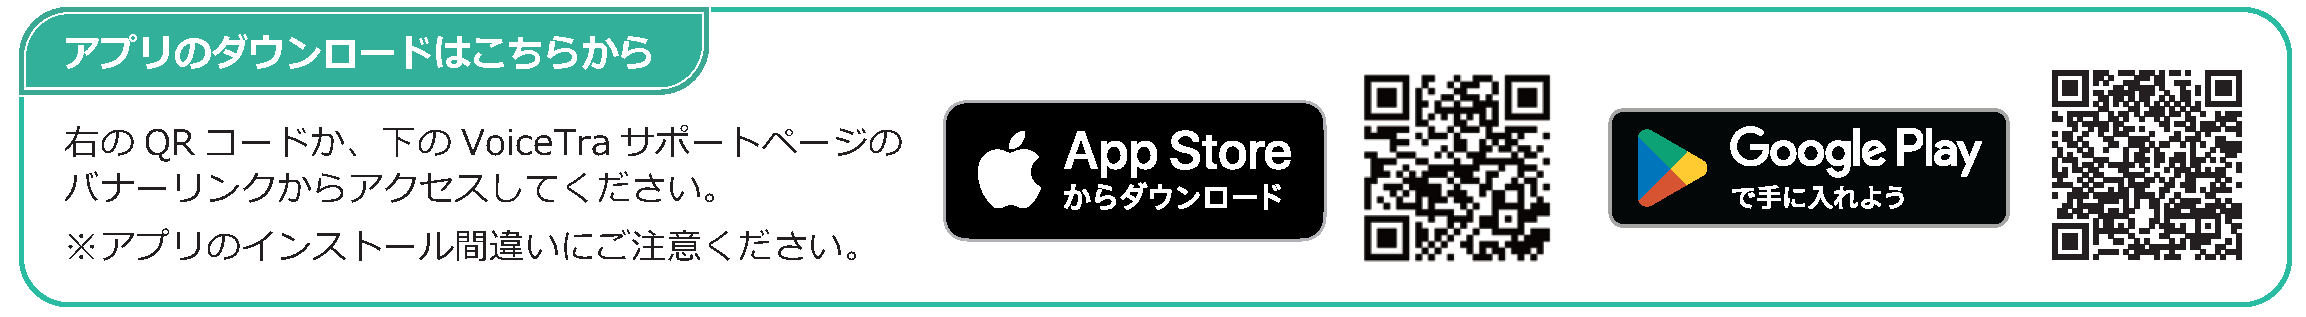 アプリのダウンロードはこちらから
右の QR コードか、下の VoiceTra サポートページの
バナーリンクからアクセスしてください。
※アプリのインストール間違いにご注意ください。
App Store
からダウンロード
Google Play
で手に入れよう